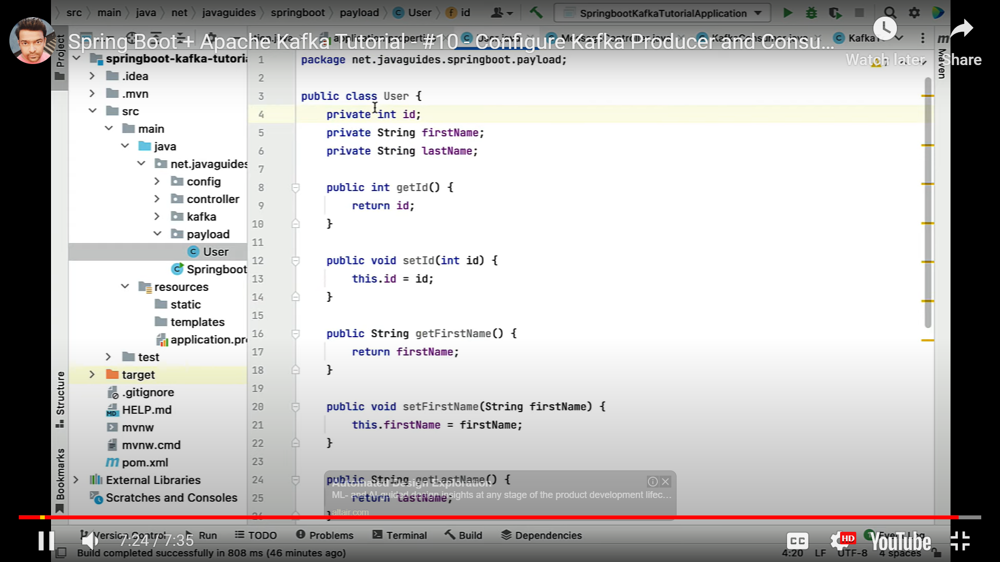 src main java net javaguides springboot payload User id SpringbootKafkaTutorialApplication
Spring Boot + Apache Kafka Tutorial - #10 - Configure Kafka Producer and Consu...
KafkaT
Watch later
Share
Project
Maven
springboot-kafka-tutori
.idea
.mvn
src
main
java
net.javaguides
config
controller
kafka
payload
User
Springboot
resources
static
templates
application.pro
test
target
.gitignore
HELP.md
mvnw
mvnw.cmd
pom.xml
External Libraries
Scratches and Consoles
Structure
Bookmarks
1 package net.javaguides.springboot.payload;
2
3 public class User {
4 private int id;
5 private String firstName;
6 private String lastName;
7
8 public int getId() {
9 return id;
10 }
11
12 public void setId(int id) {
13 this.id = id;
14 }
15
16 public String getFirstName() {
17 return firstName;
18 }
19
20 public void setFirstName(String firstName) {
21 this.firstName = firstName;
22 }
23
24 public String getLastName() {
25 return lastName;
26 }
Automated Design Exploration
ML- and AI-guided design insights at any stage of the product development lifec...
altair.com
Version Control Run TODO Problems Terminal Build Dependencies Event Log
7:24 / 7:35
CC HD YouTube
Build completed successfully in 808 ms (46 minutes ago) 4:20 LF UTF-8 4 spaces